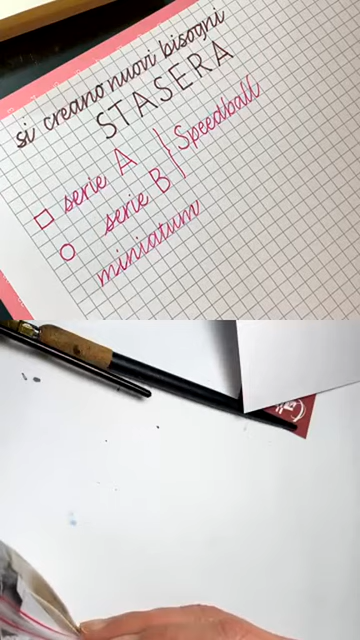 si creano nuovi bisogni
STASERA
serie A
serie B
Speedball
miniatum